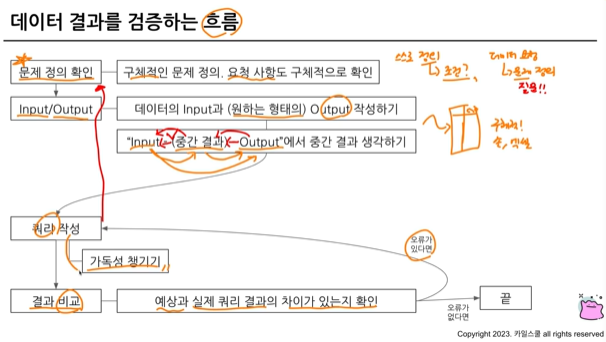 데이터 결과를 검증하는 흐름
스스로 정리
↳ 조건?
데이터 요청
↳ 문제 정리
질문!!
문제 정의 확인
구체적인 문제 정의. 요청 사항도 구체적으로 확인
Input/Output
데이터의 Input과 (원하는 형태의) Output 작성하기
구체적!
손, 엑셀
"Input-(중간 결과)-Output"에서 중간 결과 생각하기
쿼리 작성
오류가
있다면
가독성 챙기기
결과 비교
예상과 실제 쿼리 결과의 차이가 있는지 확인
끝
오류가
없다면
Copyright 2023. 카일스쿨 all rights reserved